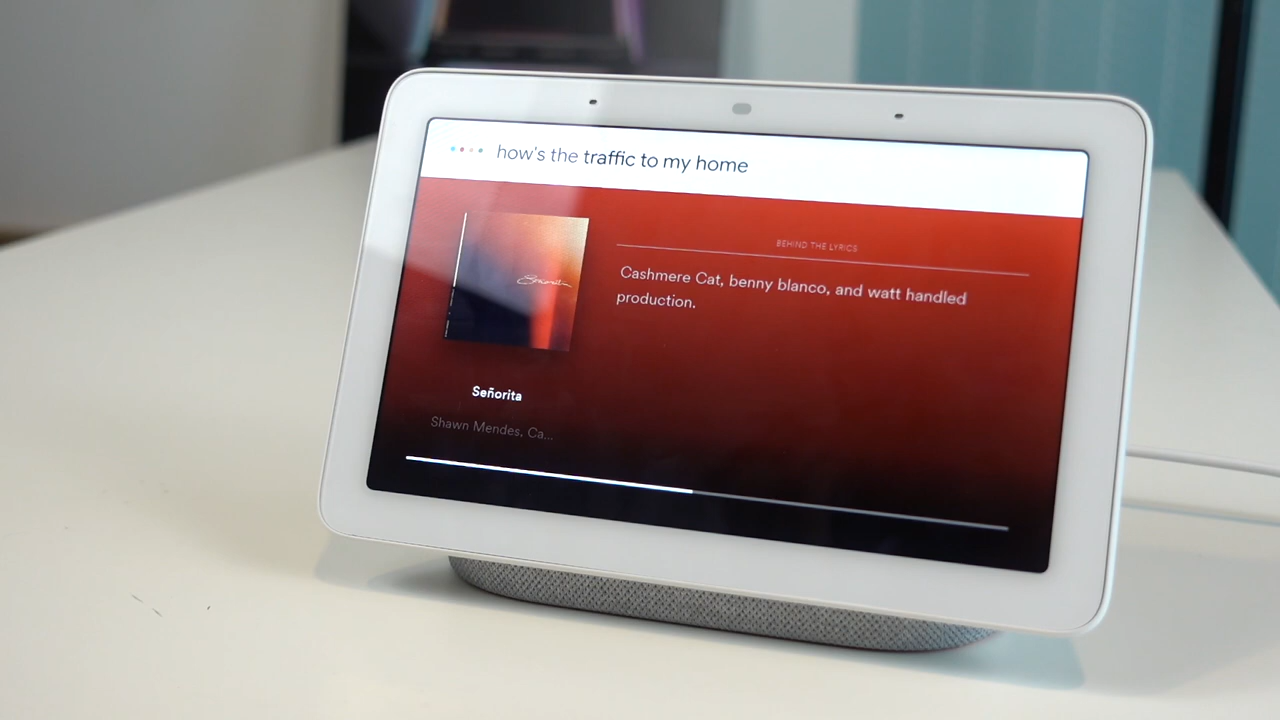 how's the traffic to my home
BEHIND THE LYRICS
Cashmere Cat, benny blanco, and watt handled
production.
Señorita
Señorita
Shawn Mendes, Ca...